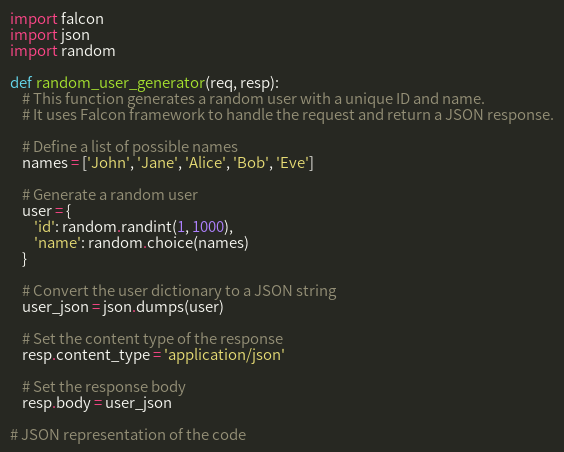 import falcon
import json
import random
def random_user_generator(req, resp):
# This function generates a random user with a unique ID and name.
# It uses Falcon framework to handle the request and return a JSON response.
# Define a list of possible names
names = ['John', 'Jane', 'Alice', 'Bob', 'Eve']
# Generate a random user
user = {
'id': random.randint(1, 1000),
'name': random.choice(names)
}
# Convert the user dictionary to a JSON string
user_json = json.dumps(user)
# Set the content type of the response
resp.content_type = 'application/json'
# Set the response body
resp.body = user_json
# JSON representation of the code